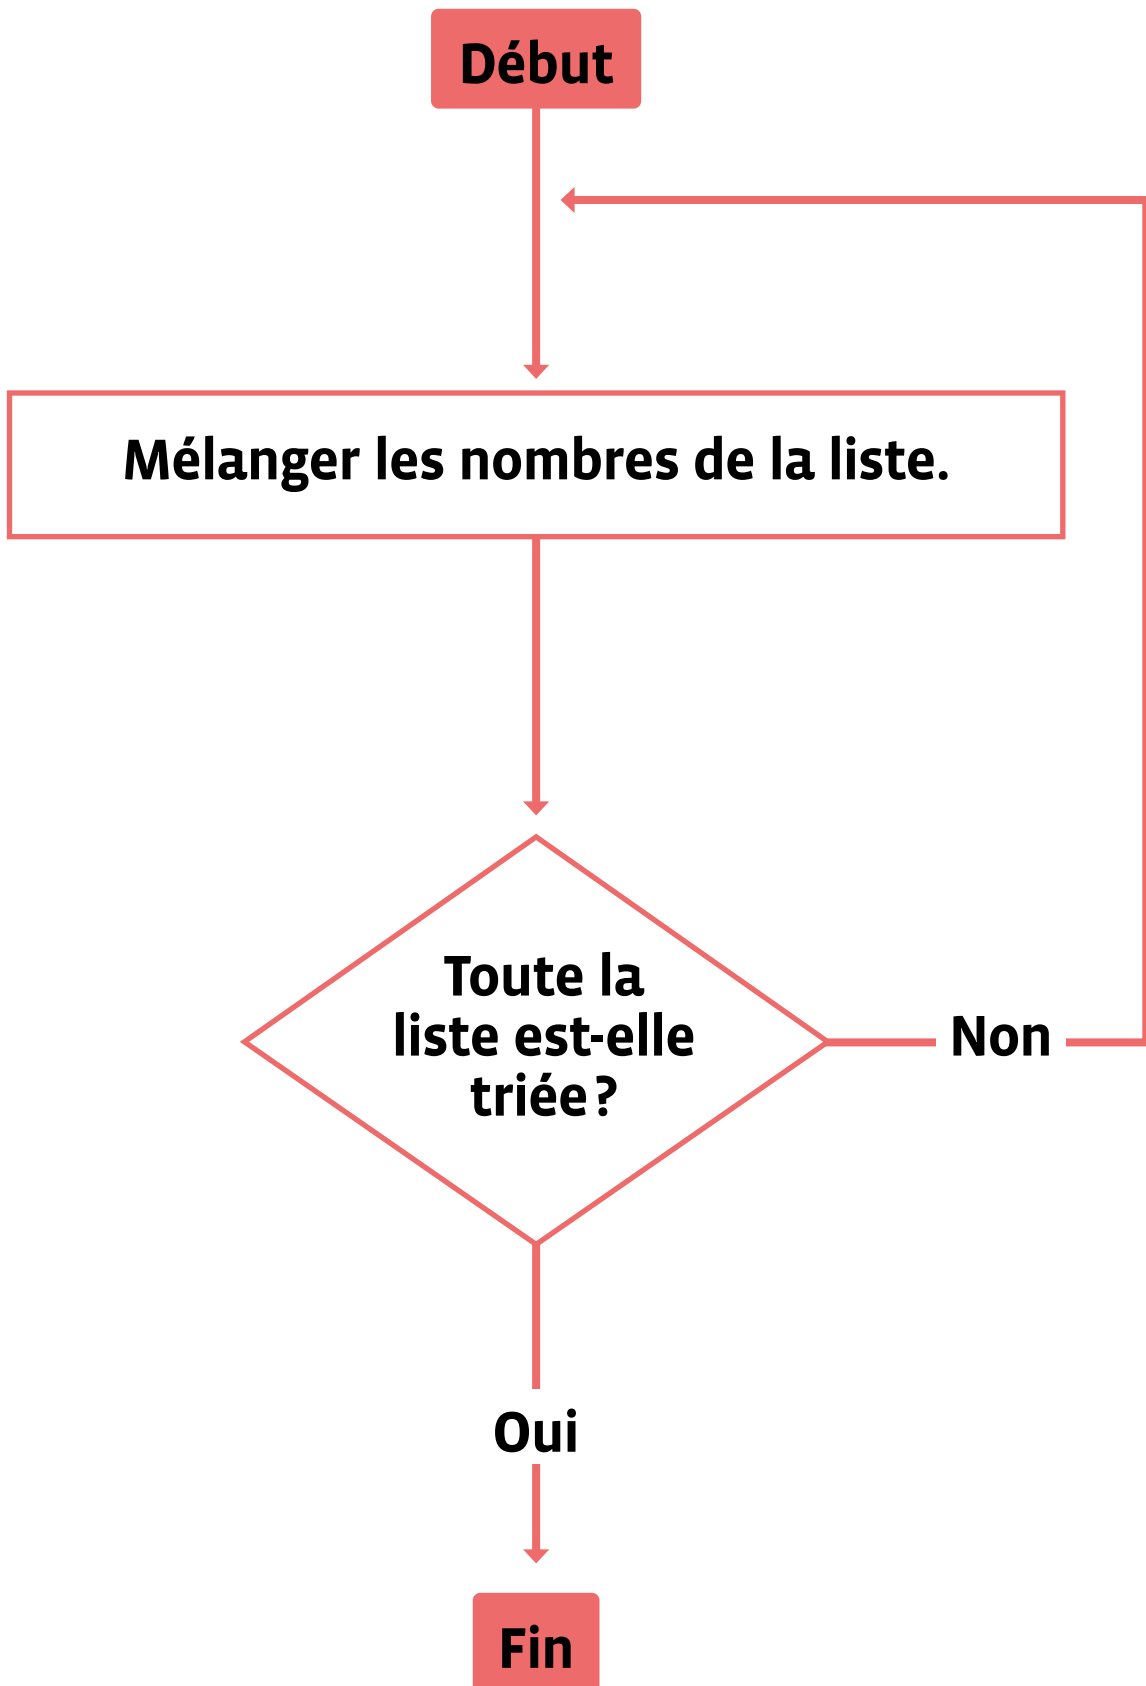 Début
Mélanger les nombres de la liste.
Toute la
liste est-elle
triée ?
Non
Oui
Fin